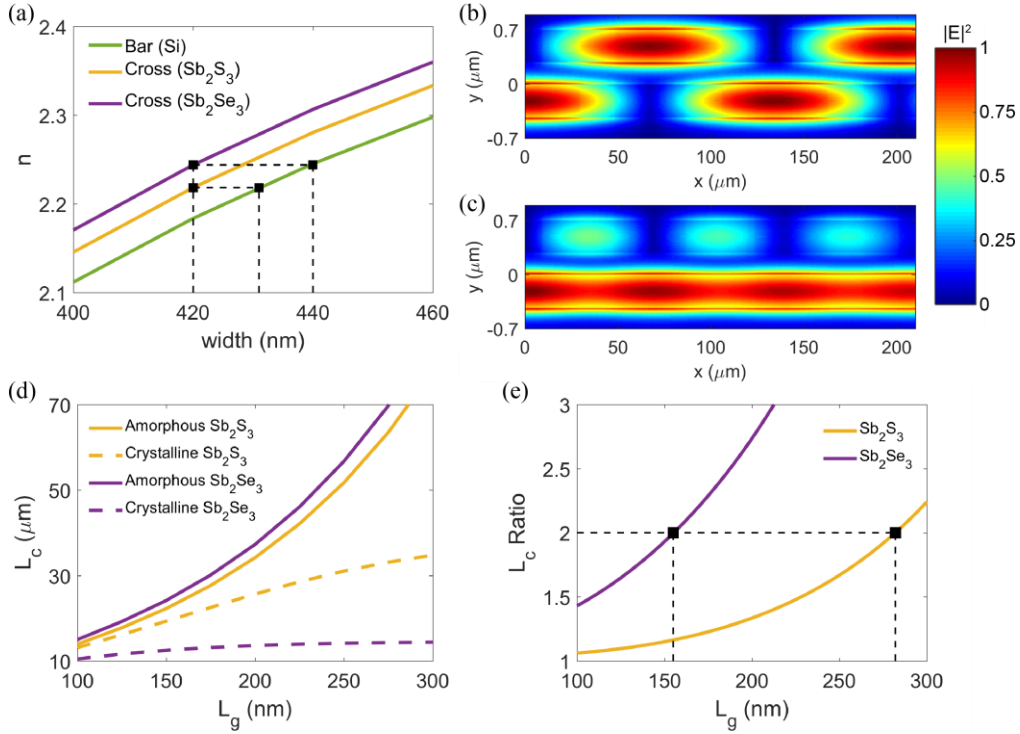 (a)
2.4
2.3
2.2
2.1
n
Bar (Si)
Cross (Sb2S3)
Cross (Sb2Se3)
400 420 440 460
width (nm)
(b)
0.7
0
-0.7
y (μm)
0 50 100 150 200
x (μm)
|E|²
1
0.75
0.5
0.25
0
(c)
0.7
0
-0.7
y (μm)
0 50 100 150 200
x (μm)
(d)
70
50
30
10
Lc (μm)
Amorphous Sb2S3
Crystalline Sb2S3
Amorphous Sb2Se3
Crystalline Sb2Se3
100 150 200 250 300
Lg (nm)
(e)
3
2.5
2
1.5
1
Lc Ratio
Sb2S3
Sb2Se3
100 150 200 250 300
Lg (nm)